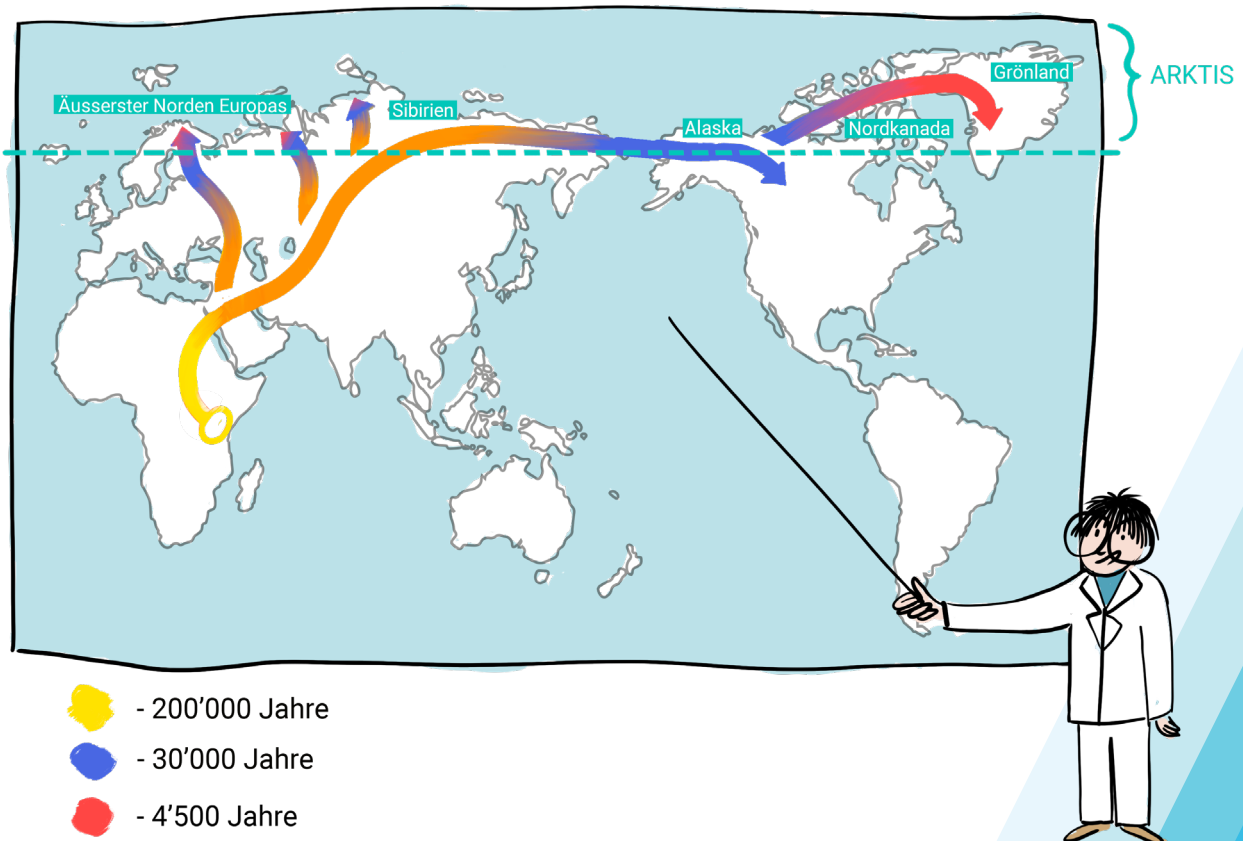 ARKTIS
Grönland
Äusserster Norden Europas
Sibirien
Alaska
Nordkanada
- 200'000 Jahre
- 30'000 Jahre
- 4'500 Jahre